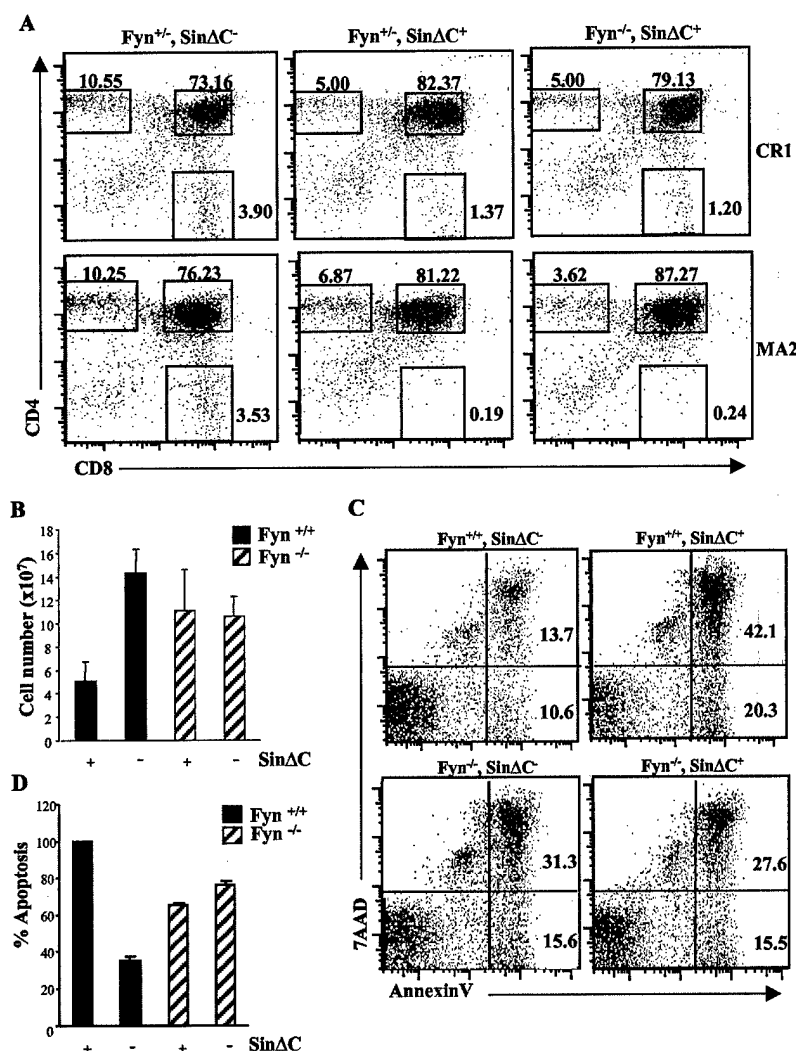 A
Fyn+/-, SinΔC- Fyn+/-, SinΔC+ Fyn-/-, SinΔC+
10.55 73.16 5.00 82.37 5.00 79.13
CR1
3.90 1.37 1.20
10.25 76.23 6.87 81.22 3.62 87.27
MA2
3.53 0.19 0.24
CD4
CD8
B
18
16
14
12
10
8
6
4
2
0
Cell number (x10⁷)
Fyn +/+
Fyn -/-
+ - + - SinΔC
C
Fyn+/+, SinΔC- Fyn+/+, SinΔC+
13.7 42.1
10.6 20.3
Fyn-/-, SinΔC- Fyn-/-, SinΔC+
31.3 27.6
15.6 15.5
7AAD
AnnexinV
D
120
100
80
60
40
20
0
% Apoptosis
Fyn +/+
Fyn -/-
+ - + - SinΔC